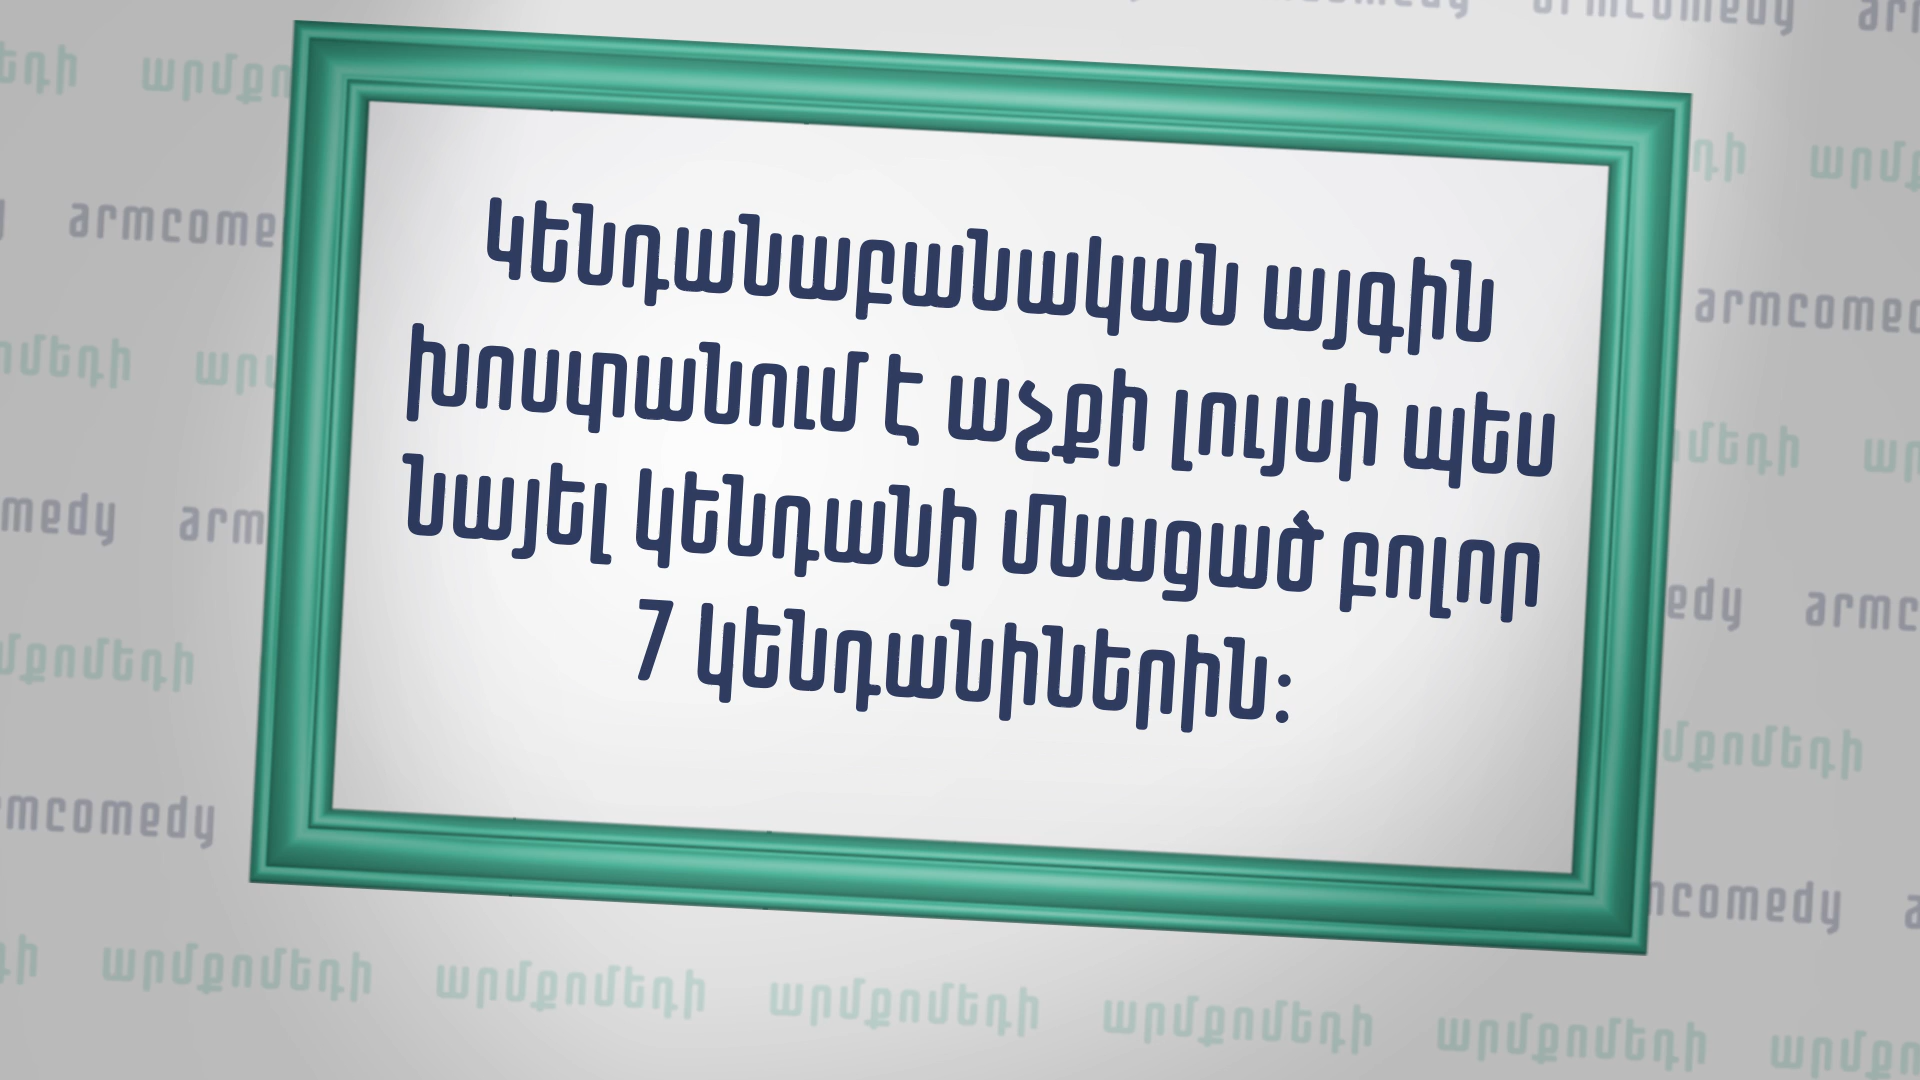 կենդանաբանական այգին
խոստանում է աչքի լույսի պես
նայել կենդանի մնացած բոլոր
7 կենդանիներին:
armcomedy
արմքոմեդի